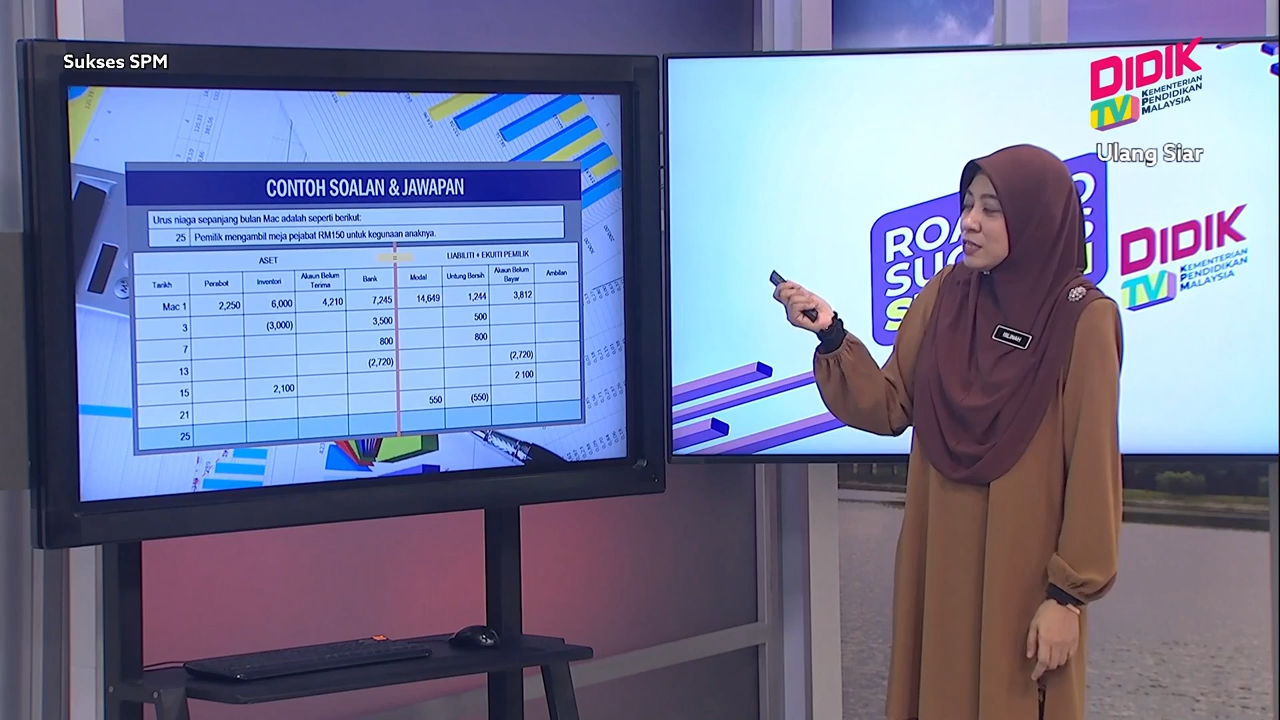 Sukses SPM
DIDIK
TV
KEMENTERIAN
PENDIDIKAN
MALAYSIA
Ulang Siar
CONTOH SOALAN & JAWAPAN
Urus niaga sepanjang bulan Mac adalah seperti berikut:
25 Pemilik mengambil meja pejabat RM150 untuk kegunaan anaknya.
ASET LIABILITI + EKUITI PEMILIK
Tarikh Perabot Inventori Akaun Belum Terima Bank Modal Untung Bersih Akaun Belum Bayar Ambilan
Mac 1 2,250 6,000 4,210 7,245 14,649 1,244 3,812
3 (3,000) 3,500 500
7 800 800
13 (2,720) (2,720)
15 2,100 2 100
21 550 (550)
25
DIDIK
TV
KEMENTERIAN
PENDIDIKAN
MALAYSIA